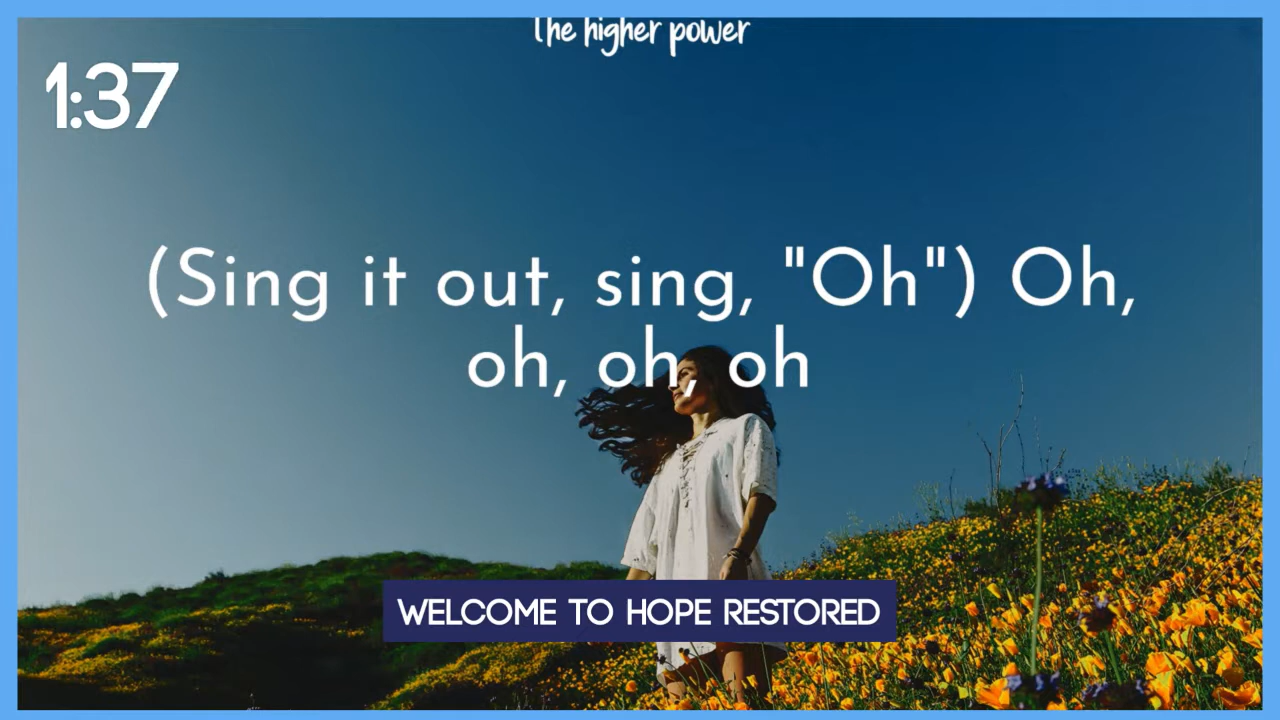 The higher power
1:37
(Sing it out, sing, "Oh") Oh,
oh, oh, oh
WELCOME TO HOPE RESTORED